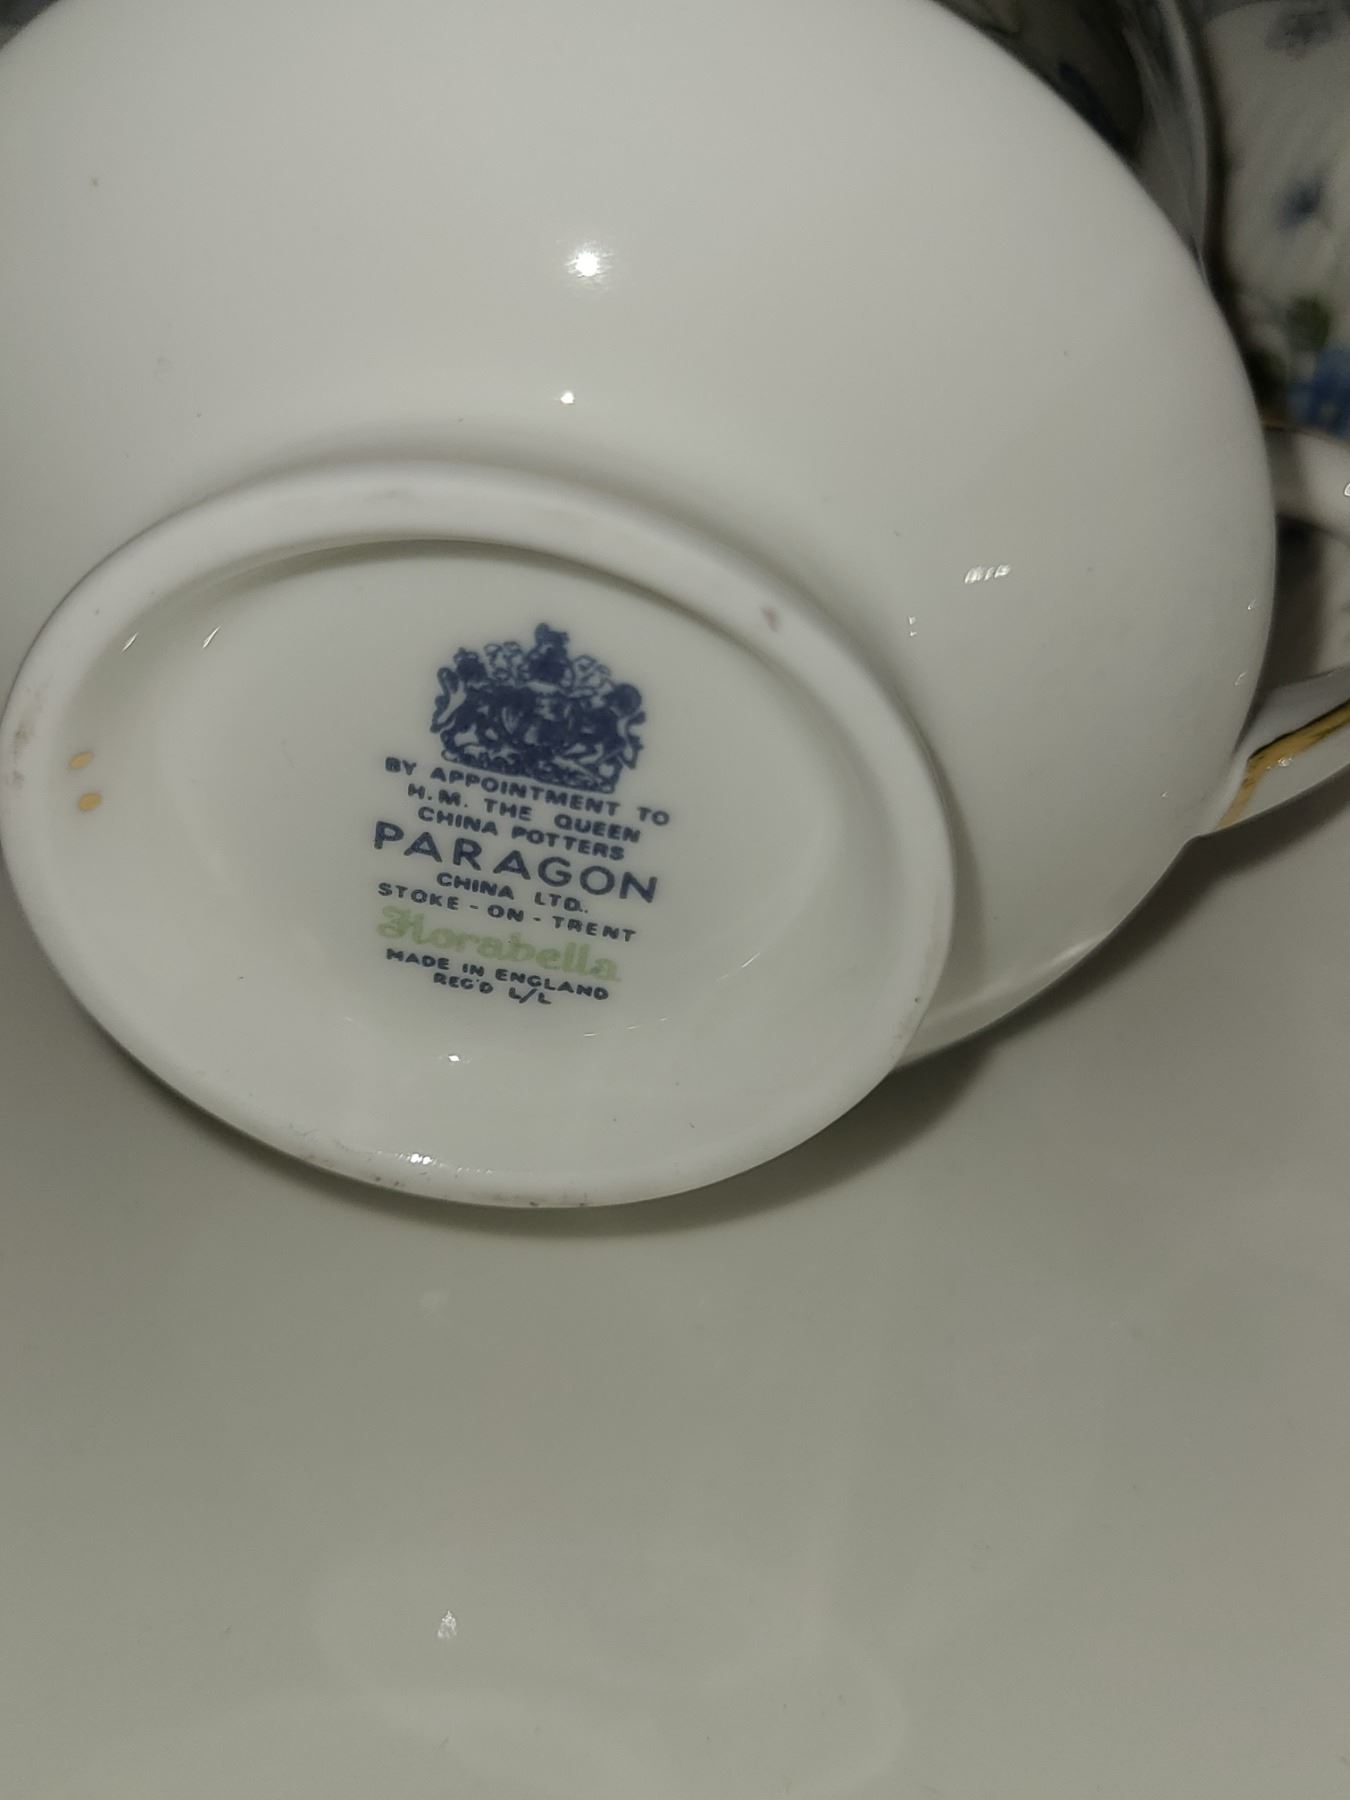 BY APPOINTMENT TO
H.M. THE QUEEN
CHINA POTTERS
PARAGON
CHINA LTD.
STOKE-ON-TRENT
Florabella
MADE IN ENGLAND
REG'D L/L